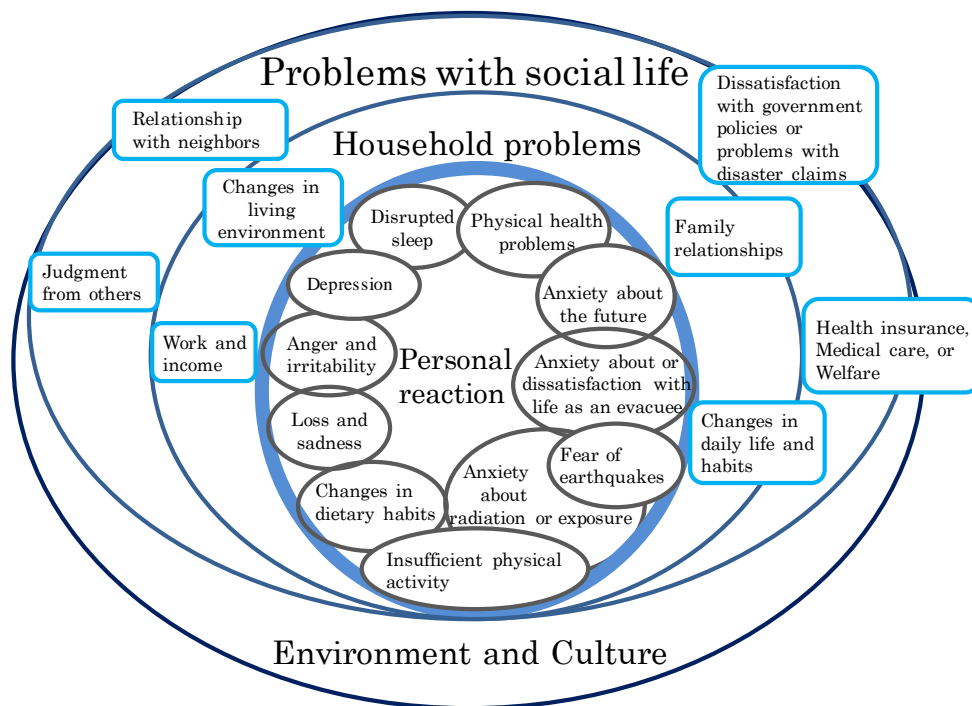 Problems with social life
Dissatisfaction
with government
policies or
problems with
disaster claims
Relationship
with neighbors
Household problems
Changes in
living
environment
Disrupted
sleep
Physical health
problems
Family
relationships
Judgment
from others
Depression
Anxiety about
the future
Work and
income
Anger and
irritability
Personal
reaction
Anxiety about or
dissatisfaction with
life as an evacuee
Health insurance,
Medical care, or
Welfare
Loss and
sadness
Changes in
daily life and
habits
Fear of
earthquakes
Changes in
dietary habits
Anxiety
about
radiation or exposure
Insufficient physical
activity
Environment and Culture